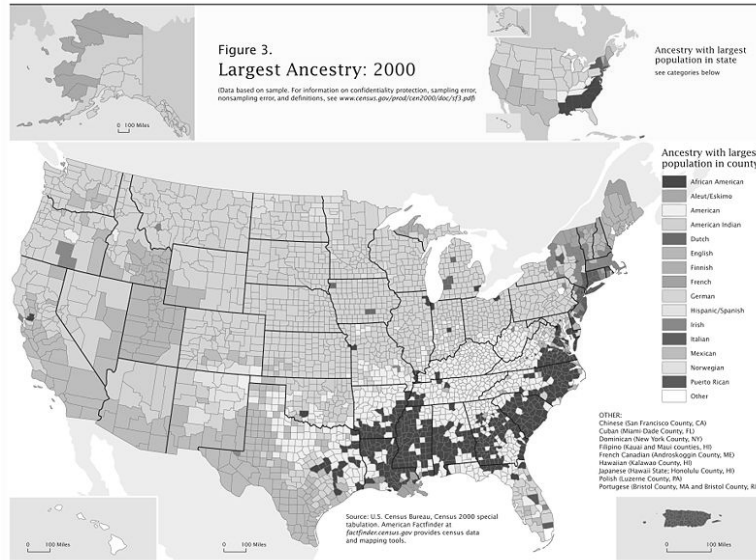 Figure 3.
Largest Ancestry: 2000
(Data based on sample. For information on confidentiality protection, sampling error,
nonsampling error, and definitions, see www.census.gov/prod/cen2000/doc/sf3.pdf)
Ancestry with largest
population in state
see categories below
0 100 Miles
Ancestry with largest
population in county
African American
Aleut/Eskimo
American
American Indian
Dutch
English
Finnish
French
German
Hispanic/Spanish
Irish
Italian
Mexican
Norwegian
Puerto Rican
Other
OTHER:
Chinese (San Francisco County, CA)
Cuban (Miami-Dade County, FL)
Dominican (New York County, NY)
Filipino (Kauai and Maui counties, HI)
French Canadian (Androskoggin County, ME)
Hawaiian (Kalawao County, HI)
Japanese (Hawaii State; Honolulu County, HI)
Polish (Luzerne County, PA)
Portugese (Bristol County, MA and Bristol County, RI
Source: U.S. Census Bureau, Census 2000 special
tabulation. American Factfinder at
factfinder.census.gov provides census data
and mapping tools.
0 100 Miles
0 100 Miles
0 100 Miles